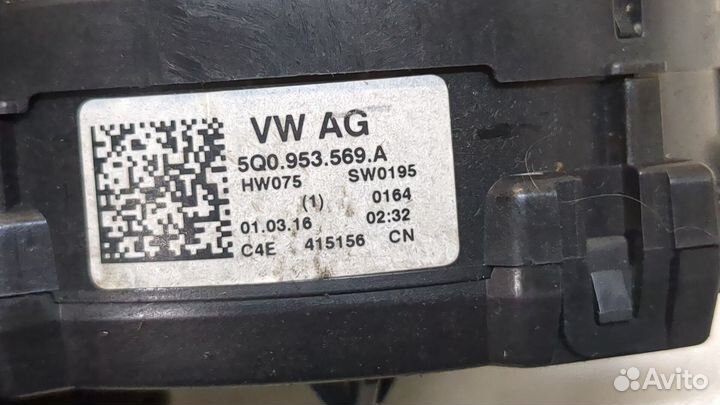 VW AG
5Q0.953.569.A
HW075 SW0195
(1) 0164
01.03.16 02:32
C4E 415156 CN
Avito